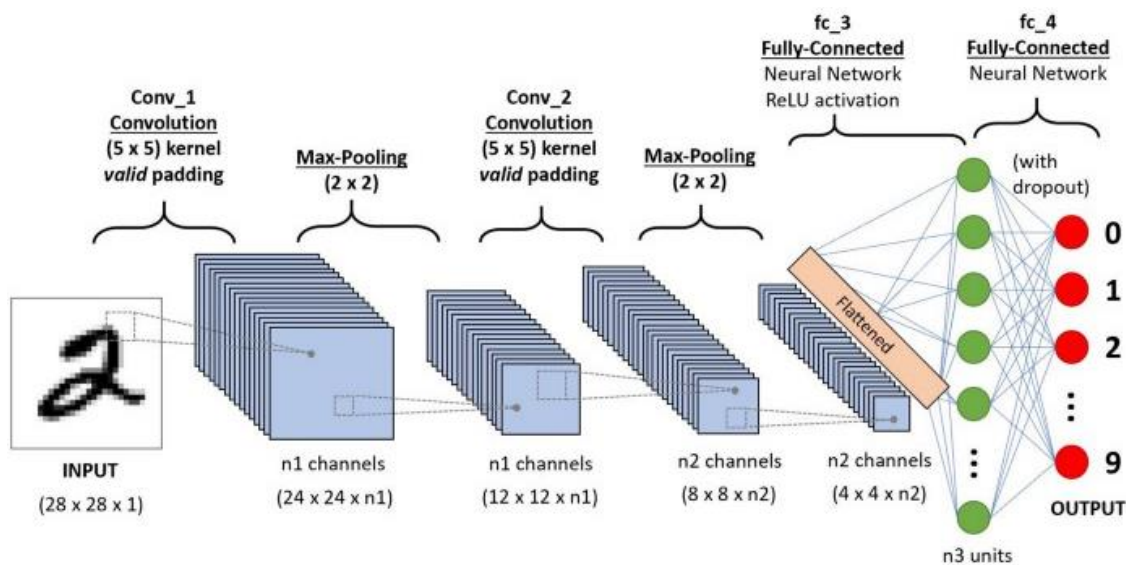 fc_3
Fully-Connected
Neural Network
ReLU activation
fc_4
Fully-Connected
Neural Network
Conv_1
Convolution
(5 x 5) kernel
valid padding
Max-Pooling
(2 x 2)
Conv_2
Convolution
(5 x 5) kernel
valid padding
Max-Pooling
(2 x 2)
(with
dropout)
Flattened
0
1
2
9
INPUT
(28 x 28 x 1)
n1 channels
(24 x 24 x n1)
n1 channels
(12 x 12 x n1)
n2 channels
(8 x 8 x n2)
n2 channels
(4 x 4 x n2)
n3 units
OUTPUT